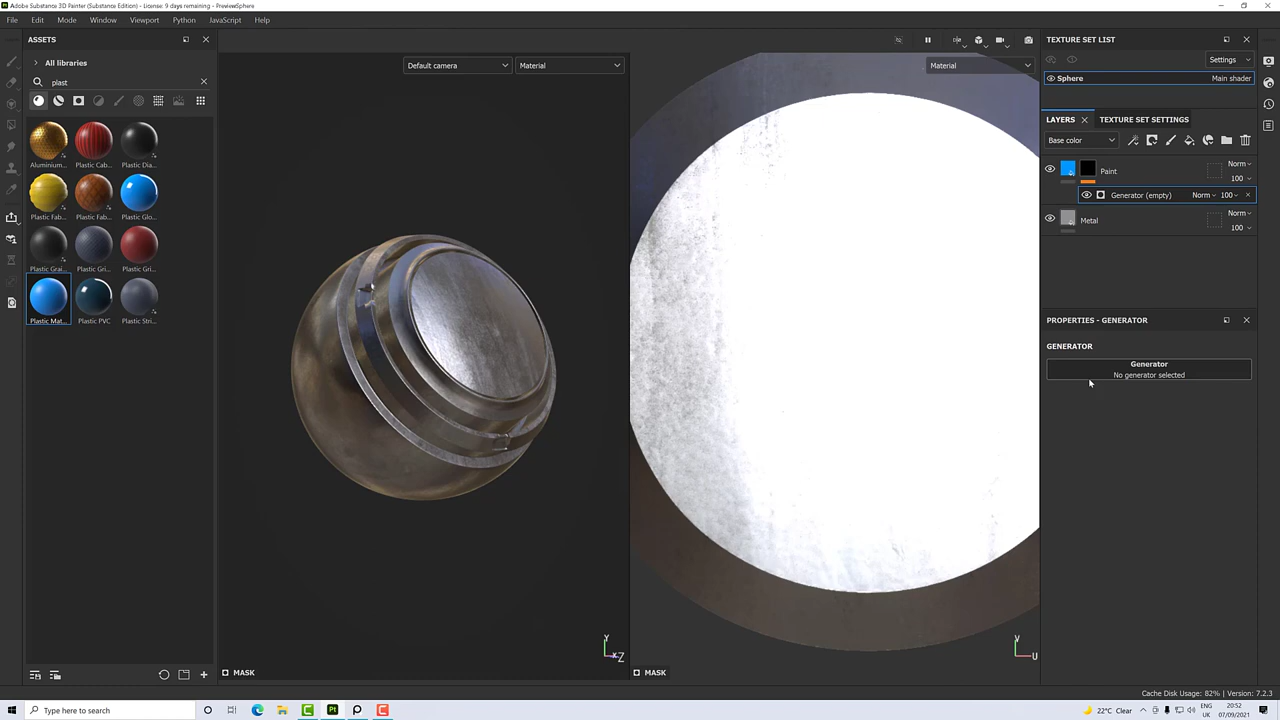 Adobe Substance 3D Painter (Substance Edition) - License: 9 days remaining - PreviewSphere
File Edit Mode Window Viewport Python JavaScript Help
ASSETS
All libraries
plast
Aluminium... Plastic Cab... Plastic Dia...
Plastic Fab... Plastic Fab... Plastic Glo...
Plastic Grai... Plastic Gri... Plastic Gri...
Plastic Mat... Plastic PVC Plastic Stri...
Default camera Material
Material
Y
Z
V
U
MASK
MASK
TEXTURE SET LIST
Settings
Sphere Main shader
LAYERS TEXTURE SET SETTINGS
Base color
Paint Norm
100
Generator (empty) Norm 100
Metal Norm
100
PROPERTIES - GENERATOR
GENERATOR
Generator
No generator selected
Cache Disk Usage: 82% | Version: 7.2.3
Type here to search
22°C Clear
ENG
UK
20:52
07/09/2021